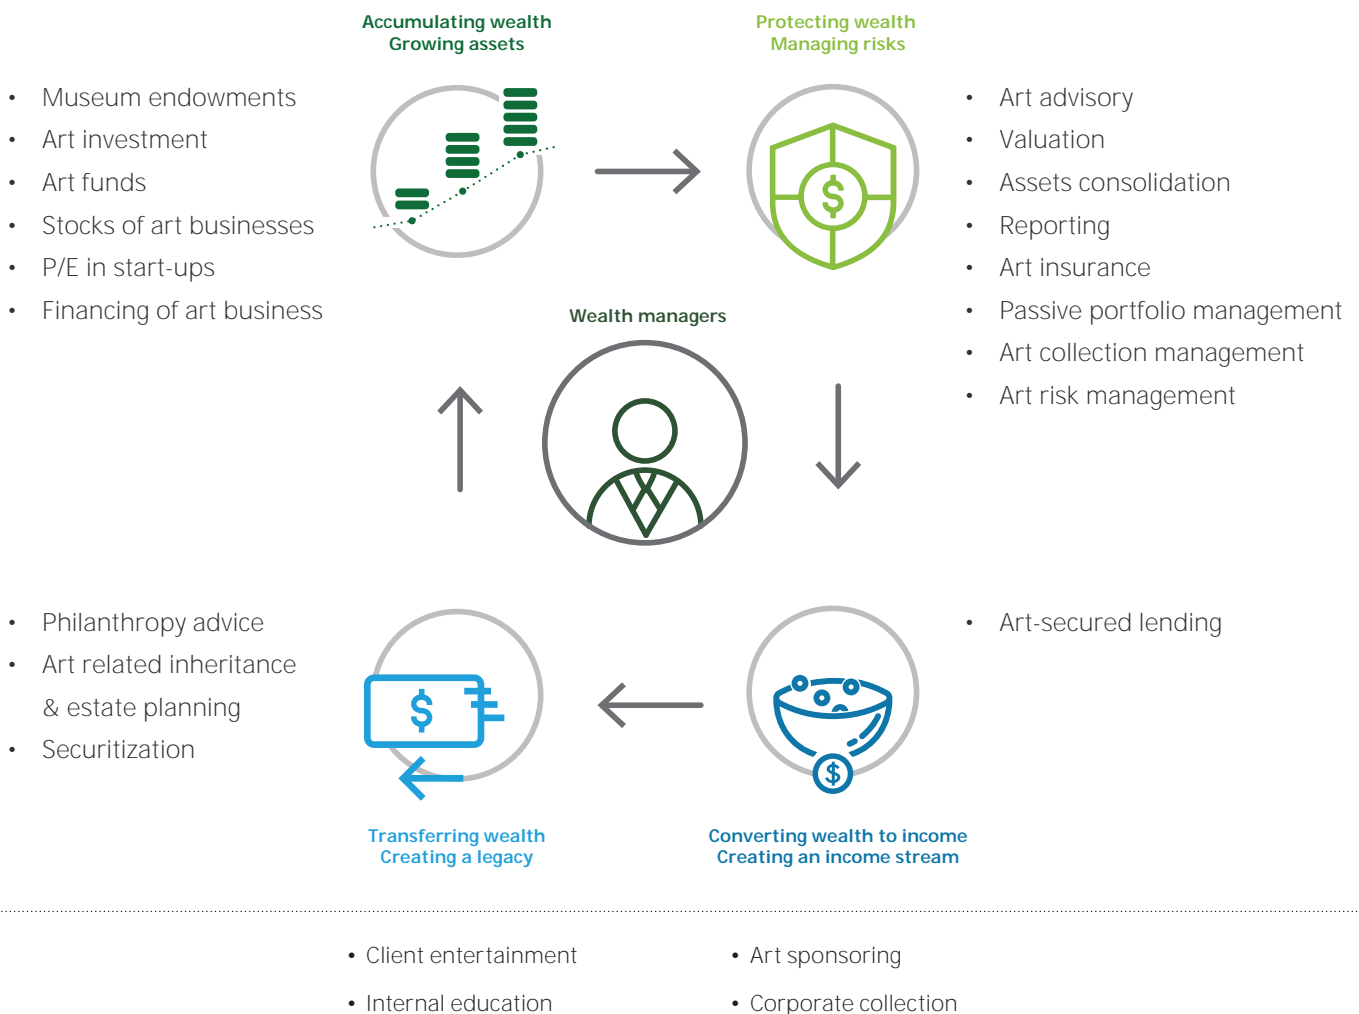 Accumulating wealth
Growing assets
Protecting wealth
Managing risks
• Museum endowments
• Art investment
• Art funds
• Stocks of art businesses
• P/E in start-ups
• Financing of art business
• Art advisory
• Valuation
• Assets consolidation
• Reporting
• Art insurance
• Passive portfolio management
• Art collection management
• Art risk management
$
Wealth managers
• Philanthropy advice
• Art related inheritance
& estate planning
• Securitization
• Art-secured lending
$
$
Transferring wealth
Creating a legacy
Converting wealth to income
Creating an income stream
• Client entertainment
• Art sponsoring
• Internal education
• Corporate collection